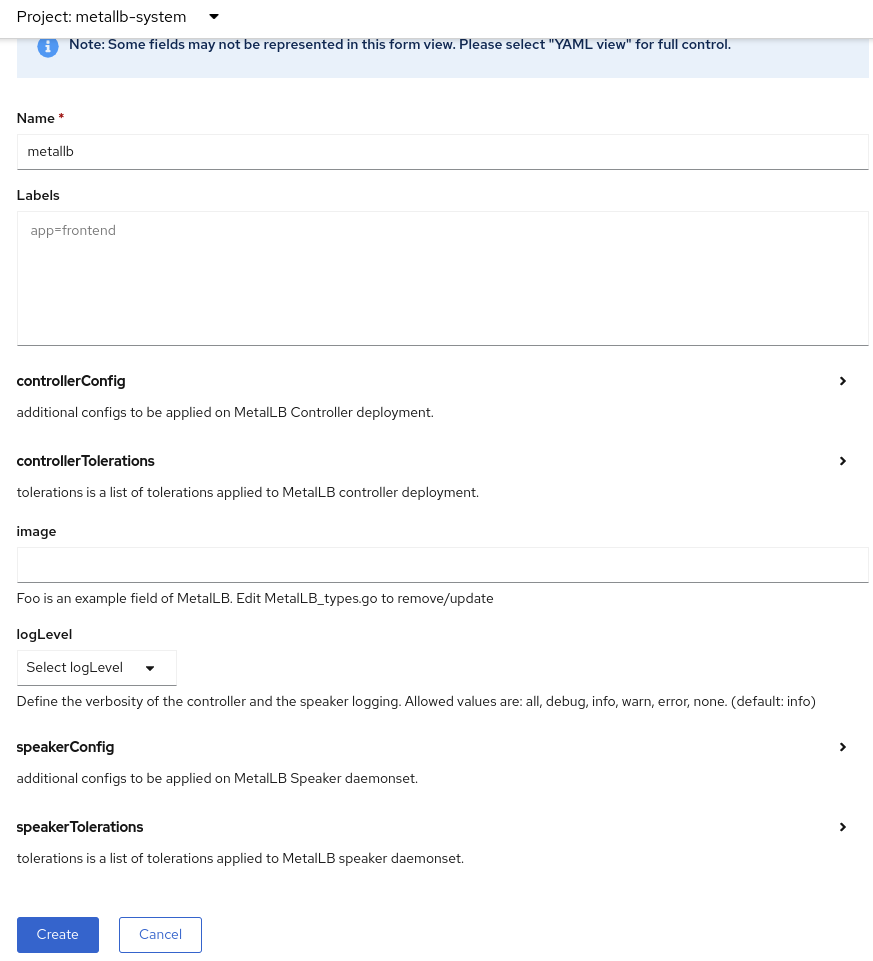 Project: metallb-system
Note: Some fields may not be represented in this form view. Please select "YAML view" for full control.
Name *
metallb
Labels
app=frontend
controllerConfig
additional configs to be applied on MetalLB Controller deployment.
controllerTolerations
tolerations is a list of tolerations applied to MetalLB controller deployment.
image
Foo is an example field of MetalLB. Edit MetalLB_types.go to remove/update
logLevel
Select logLevel
Define the verbosity of the controller and the speaker logging. Allowed values are: all, debug, info, warn, error, none. (default: info)
speakerConfig
additional configs to be applied on MetalLB Speaker daemonset.
speakerTolerations
tolerations is a list of tolerations applied to MetalLB speaker daemonset.
Create Cancel